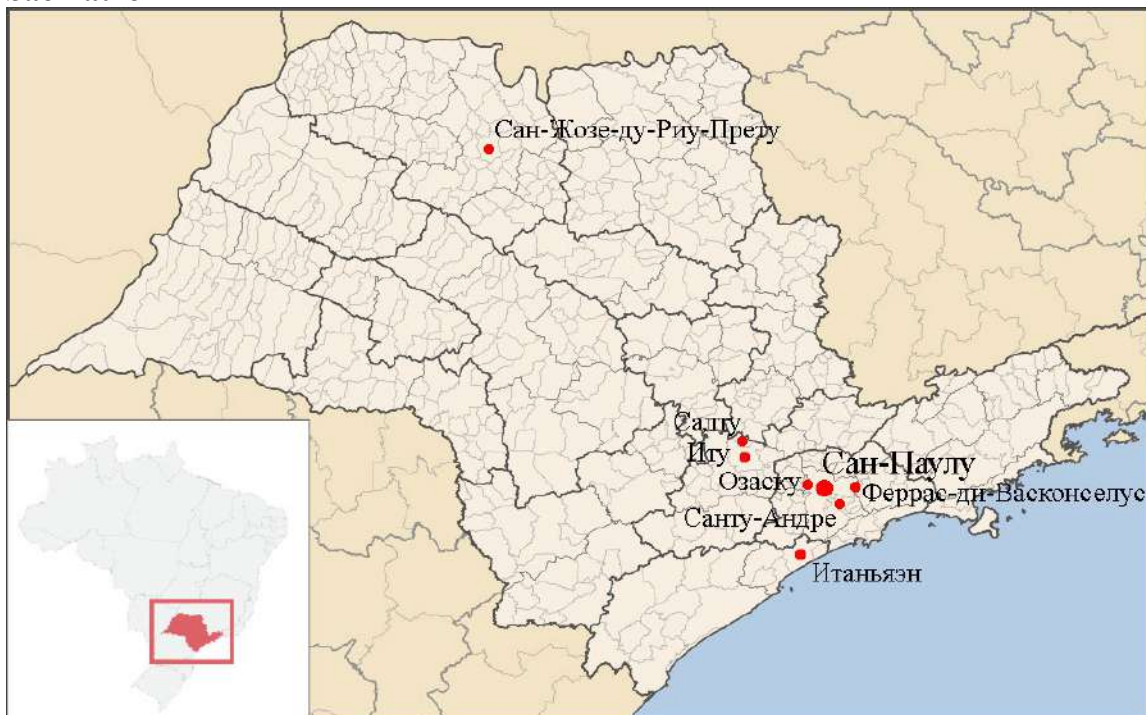 Сан-Жозе-ду-Риу-Прету
Салту
Иту
Сан-Паулу
Озаску
Феррас-ди-Васконселус
Санту-Андре
Итаньяэн